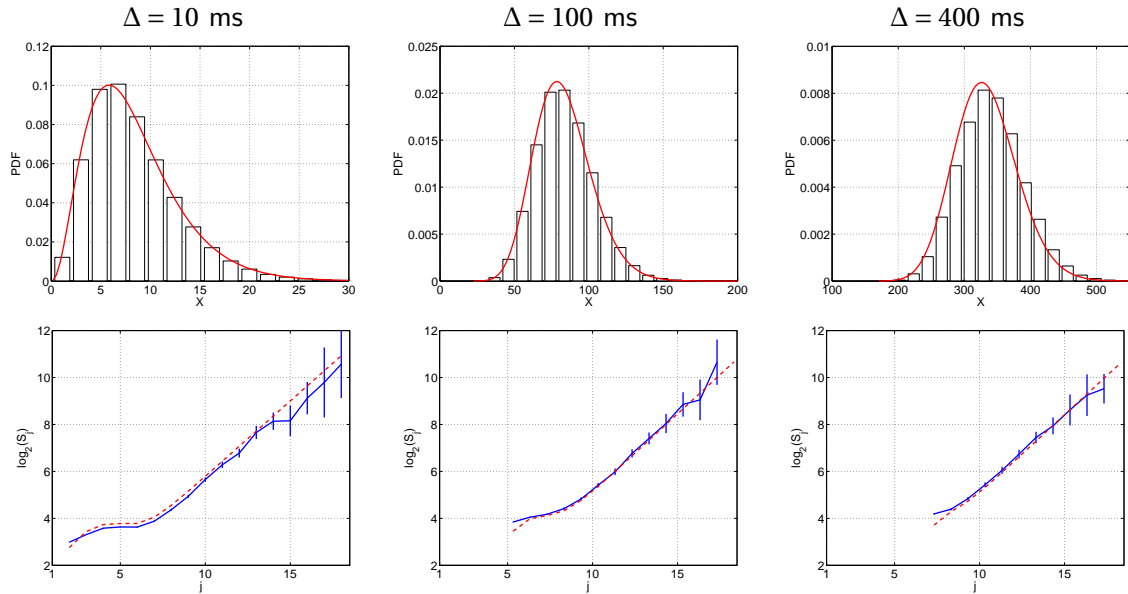 Δ = 10 ms
Δ = 100 ms
Δ = 400 ms
0.12
0.1
0.08
0.06
0.04
0.02
0
PDF
0 5 10 15 20 25 30
X
0.025
0.02
0.015
0.01
0.005
0
PDF
0 50 100 150 200
X
0.01
0.008
0.006
0.004
0.002
0
PDF
100 200 300 400 500
X
12
10
8
6
4
2
log2(Sj)
1 5 10 15
j
12
10
8
6
4
2
log2(Sj)
1 5 10 15
j
12
10
8
6
4
2
log2(Sj)
1 5 10 15
j